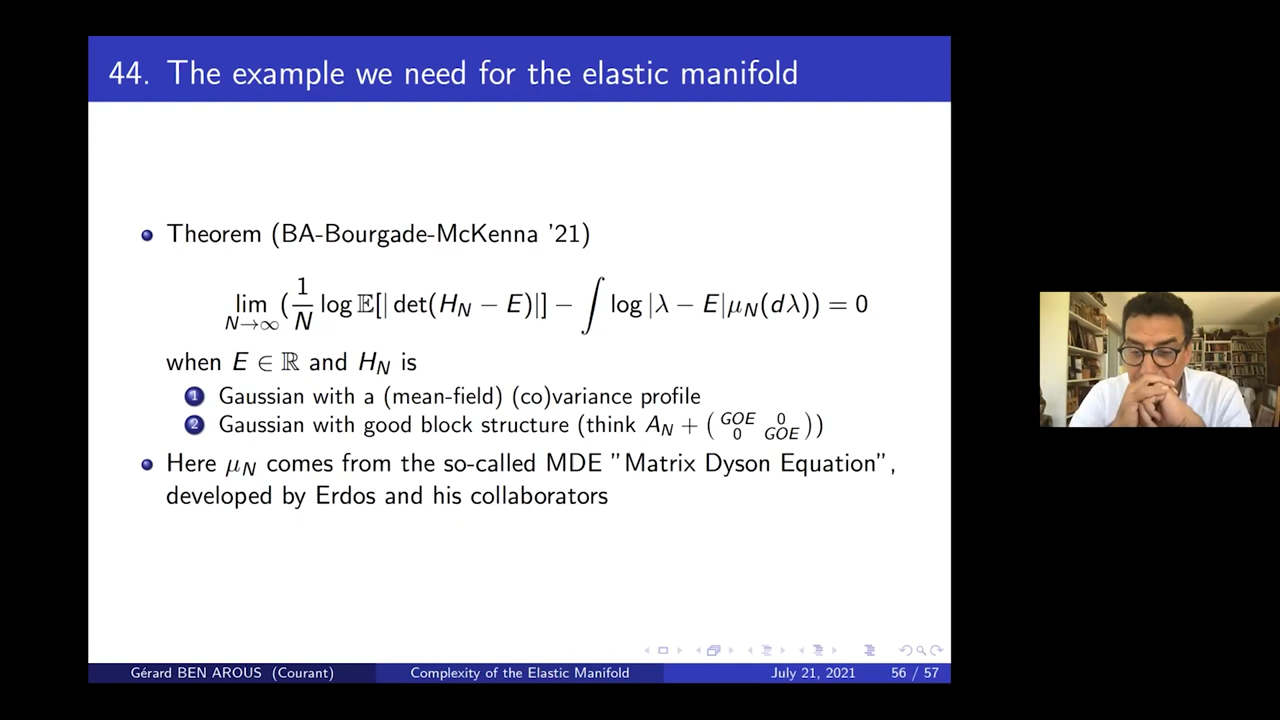 44. The example we need for the elastic manifold
Theorem (BA-Bourgade-McKenna '21)
lim_{N→∞} (1/N log 𝔼[| det(H_N − E)|] − ∫ log |λ − E|μ_N(dλ)) = 0
when E ∈ ℝ and H_N is
1 Gaussian with a (mean-field) (co)variance profile
2 Gaussian with good block structure (think A_N + (GOE 0
0 GOE))
Here μ_N comes from the so-called MDE "Matrix Dyson Equation",
developed by Erdos and his collaborators
Gérard BEN AROUS (Courant) Complexity of the Elastic Manifold July 21, 2021 56 / 57